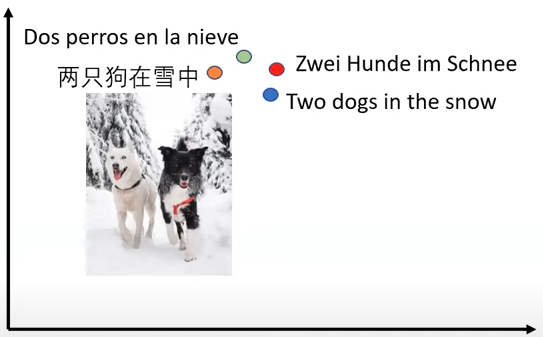 Dos perros en la nieve
两只狗在雪中
Zwei Hunde im Schnee
Two dogs in the snow